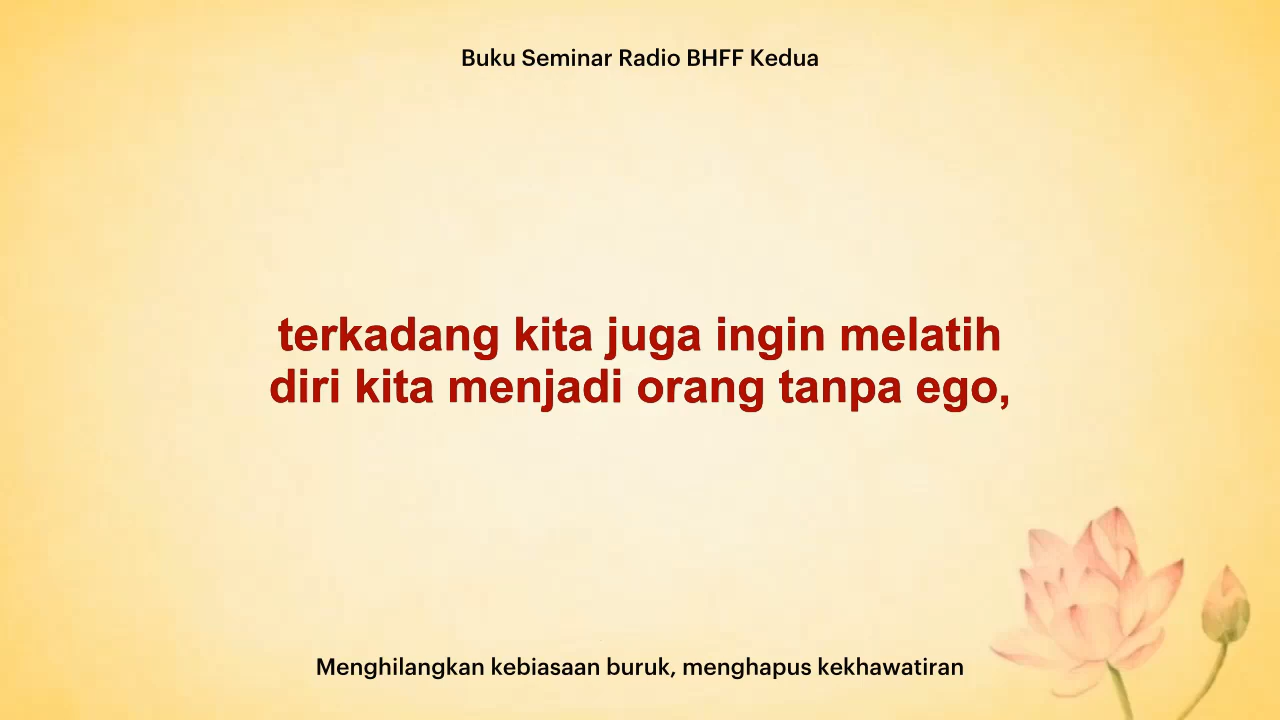 Buku Seminar Radio BHFF Kedua
terkadang kita juga ingin melatih
diri kita menjadi orang tanpa ego,
Menghilangkan kebiasaan buruk, menghapus kekhawatiran